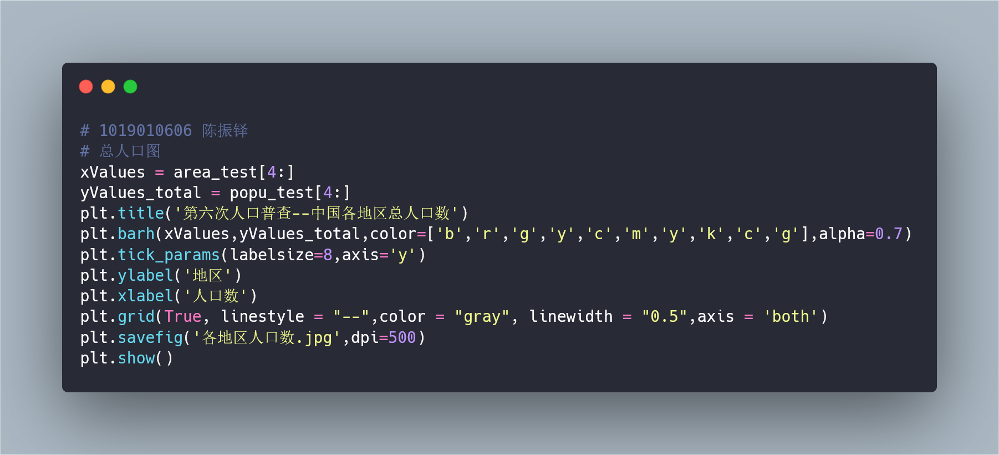 # 1019010606 陈振铎
# 总人口图
xValues = area_test[4:]
yValues_total = popu_test[4:]
plt.title('第六次人口普查--中国各地区总人口数')
plt.barh(xValues,yValues_total,color=['b','r','g','y','c','m','y','k','c','g'],alpha=0.7)
plt.tick_params(labelsize=8,axis='y')
plt.ylabel('地区')
plt.xlabel('人口数')
plt.grid(True, linestyle = "--",color = "gray", linewidth = "0.5",axis = 'both')
plt.savefig('各地区人口数.jpg',dpi=500)
plt.show()